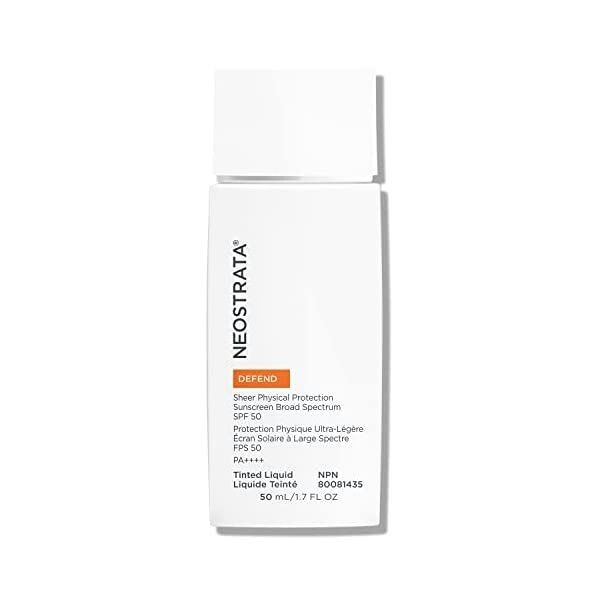 NEOSTRATA®
DEFEND
Sheer Physical Protection
Sunscreen Broad Spectrum
SPF 50
Protection Physique Ultra-Légère
Écran Solaire à Large Spectre
FPS 50
PA++++
Tinted Liquid NPN
Liquide Teinté 80081435
50 mL/1.7 FL OZ